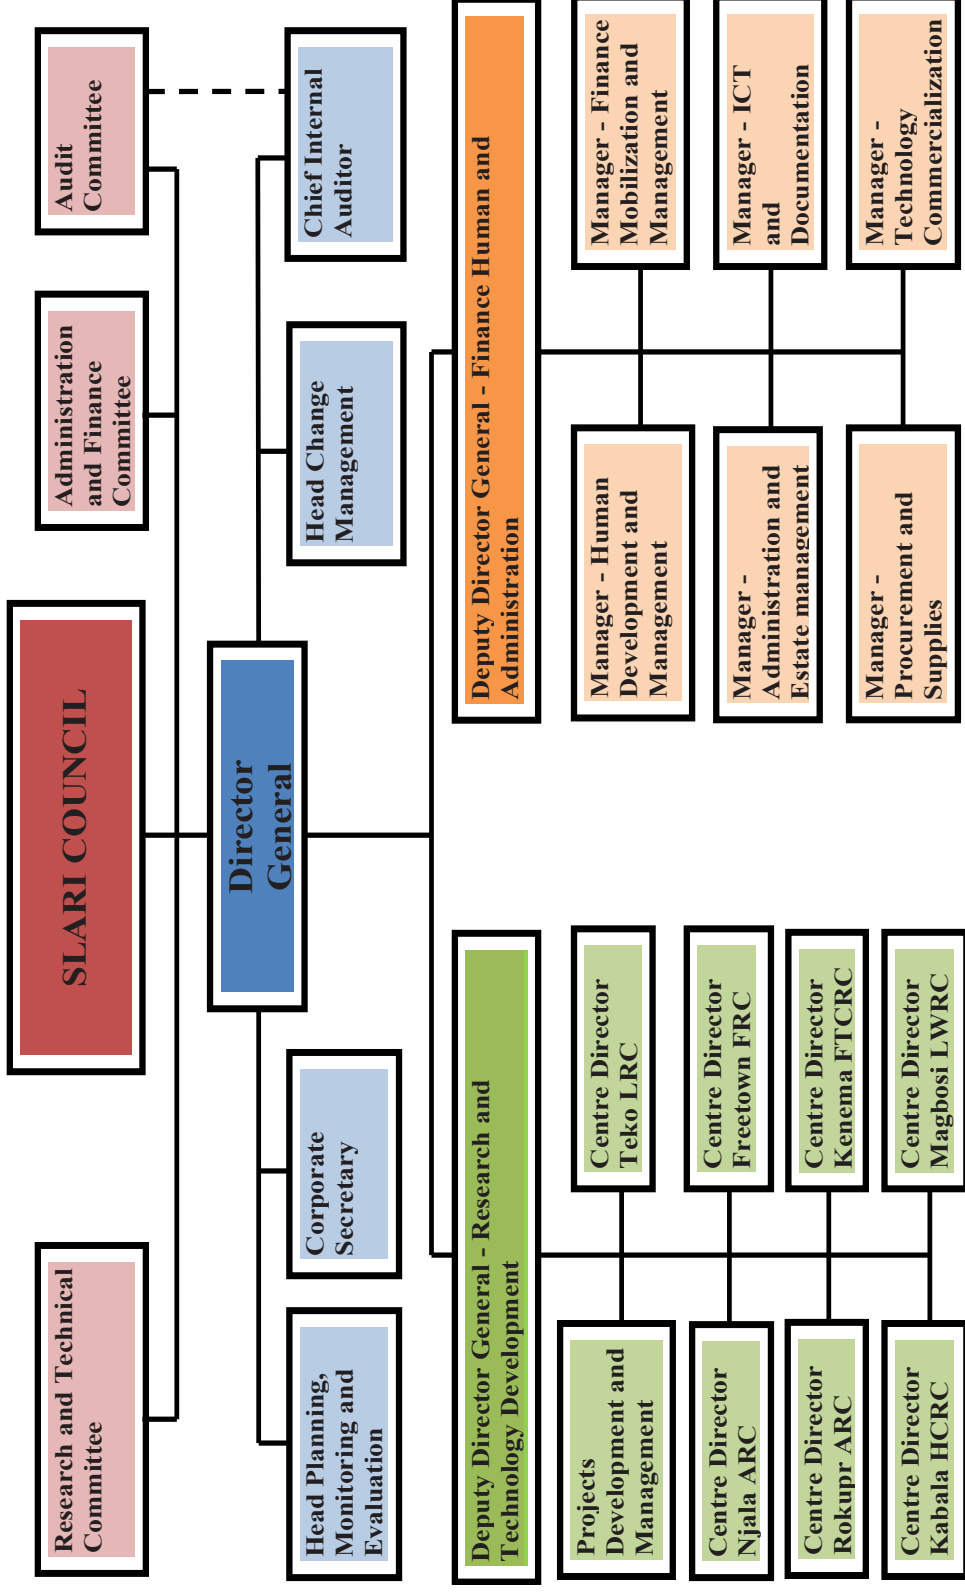 SLARI COUNCIL
Research and Technical
Committee
Administration
and Finance
Committee
Audit
Committee
Director
General
Head Planning,
Monitoring and
Evaluation
Corporate
Secretary
Head Change
Management
Chief Internal
Auditor
Deputy Director General - Research and
Technology Development
Deputy Director General - Finance Human and
Administration
Projects
Development and
Management
Centre Director
Teko LRC
Centre Director
Njala ARC
Centre Director
Freetown FRC
Centre Director
Rokupr ARC
Centre Director
Kenema FTCRC
Centre Director
Kabala HCRC
Centre Director
Magbosi LWRC
Manager - Human
Development and
Management
Manager - Finance
Mobilization and
Management
Manager -
Administration and
Estate management
Manager - ICT
and
Documentation
Manager -
Procurement and
Supplies
Manager -
Technology
Commercialization